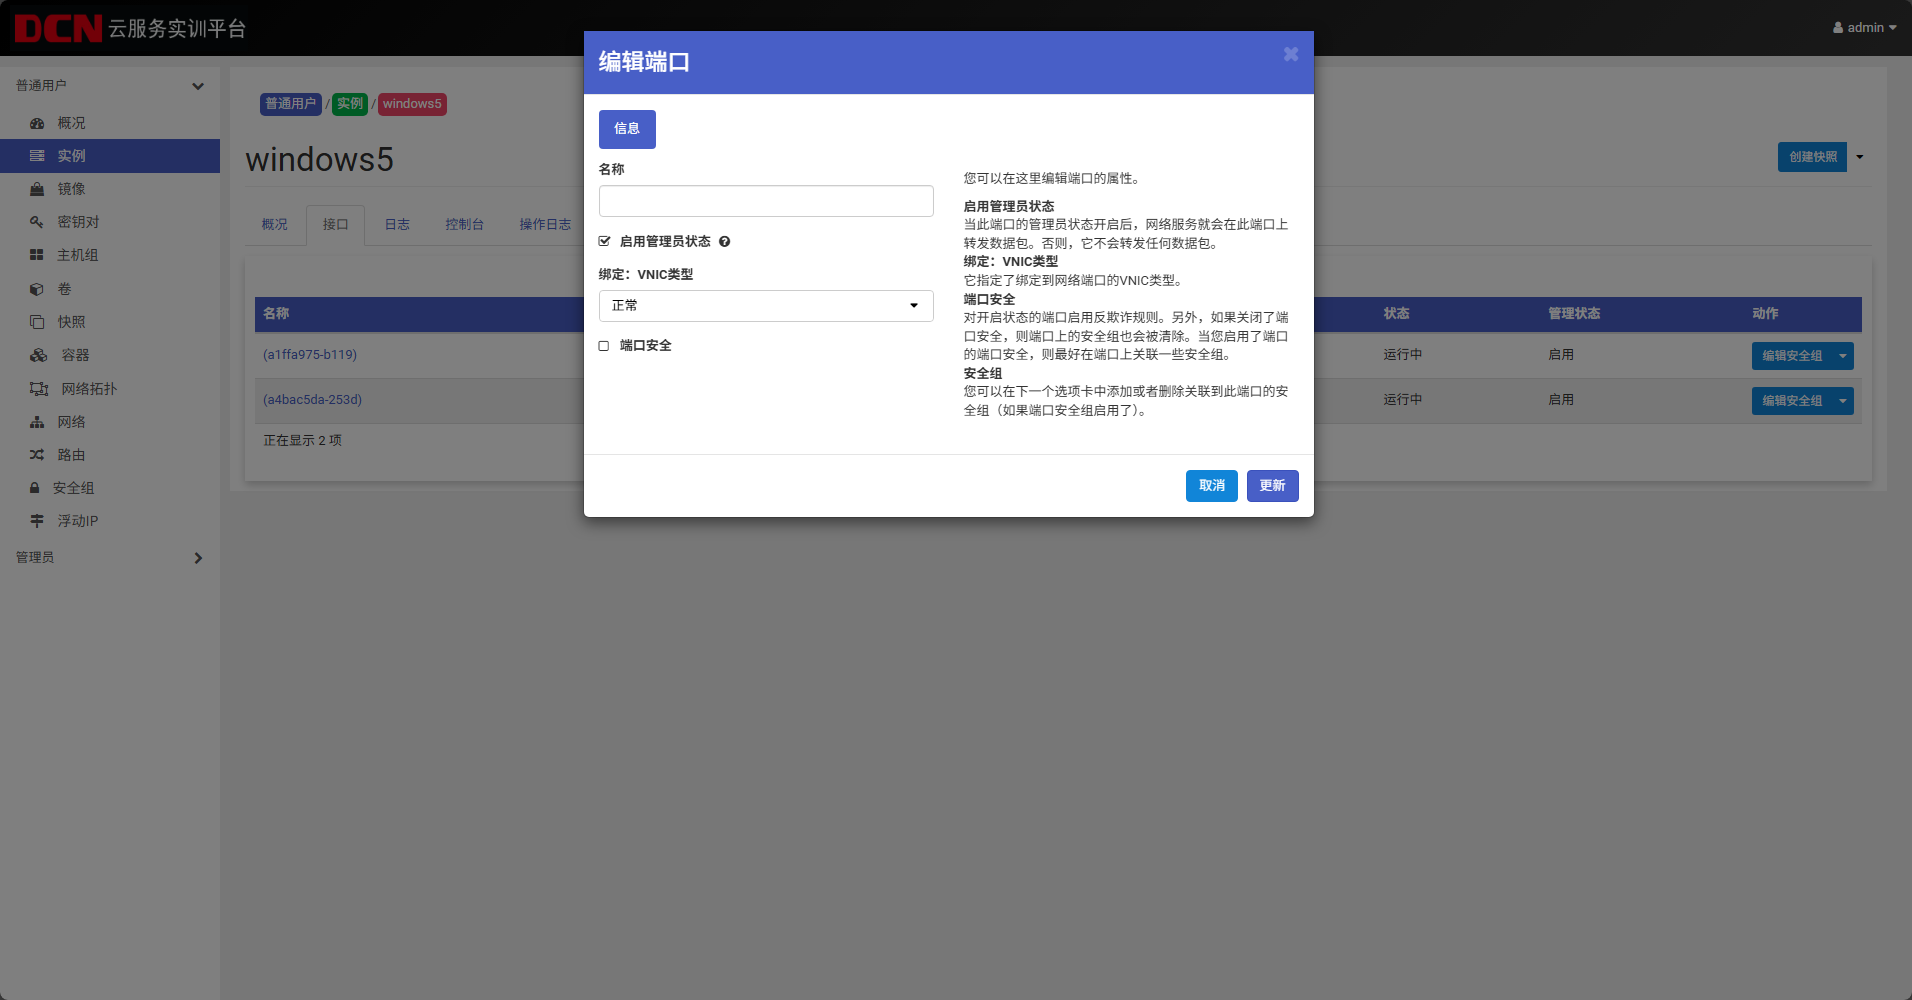 DCN 云服务实训平台
admin
普通用户
概况
实例
镜像
密钥对
主机组
卷
快照
容器
网络拓扑
网络
路由
安全组
浮动IP
管理员
普通用户 / 实例 / windows5
windows5
创建快照
概况 接口 日志 控制台 操作日志
名称 状态 管理状态 动作
(a1ffa975-b119) 运行中 启用 编辑安全组
(a4bac5da-253d) 运行中 启用 编辑安全组
正在显示 2 项
编辑端口
信息
名称
启用管理员状态
绑定：VNIC类型
正常
端口安全
您可以在这里编辑端口的属性。
启用管理员状态
当此端口的管理员状态开启后，网络服务就会在此端口上
转发数据包。否则，它不会转发任何数据包。
绑定：VNIC类型
它指定了绑定到网络端口的VNIC类型。
端口安全
对开启状态的端口启用反欺诈规则。另外，如果关闭了端
口安全，则端口上的安全组也会被清除。当您启用了端口
的端口安全，则最好在端口上关联一些安全组。
安全组
您可以在下一个选项卡中添加或者删除关联到此端口的安
全组（如果端口安全组启用了）。
取消 更新